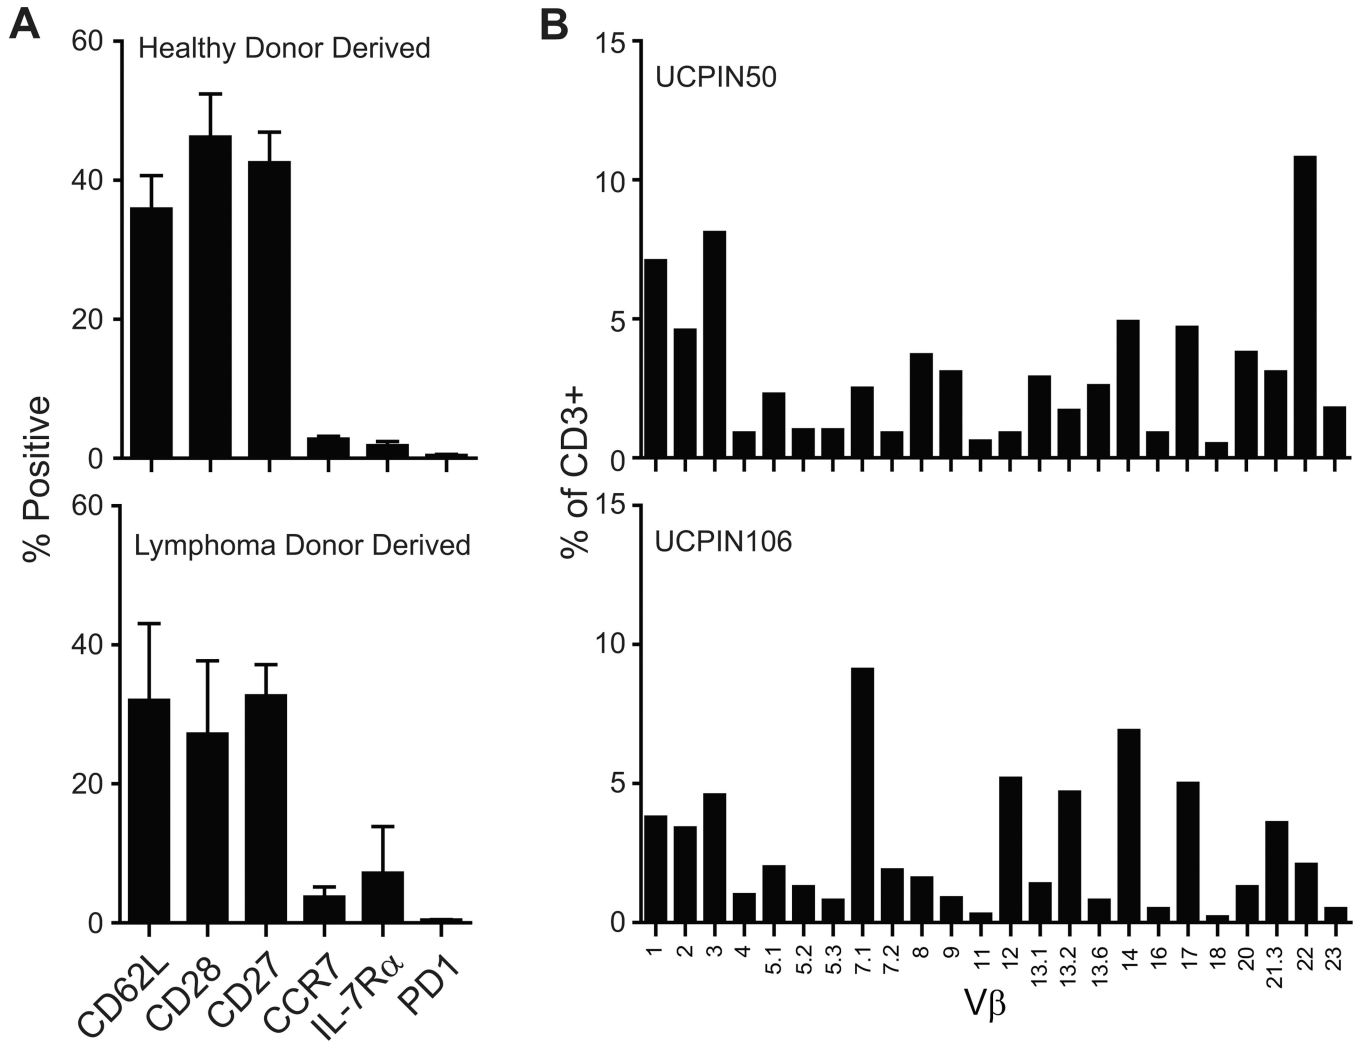 A
% Positive
60
Healthy Donor Derived
40
20
0
60
Lymphoma Donor Derived
40
20
0
CD62L
CD28
CD27
CCR7
IL-7Rα
PD1
B
% of CD3+
15
UCPIN50
10
5
0
15
UCPIN106
10
5
0
1 2 3 4 5.1 5.2 5.3 7.1 7.2 8 9 11 12 13.1 13.2 13.6 14 16 17 18 20 21.3 22 23
Vβ